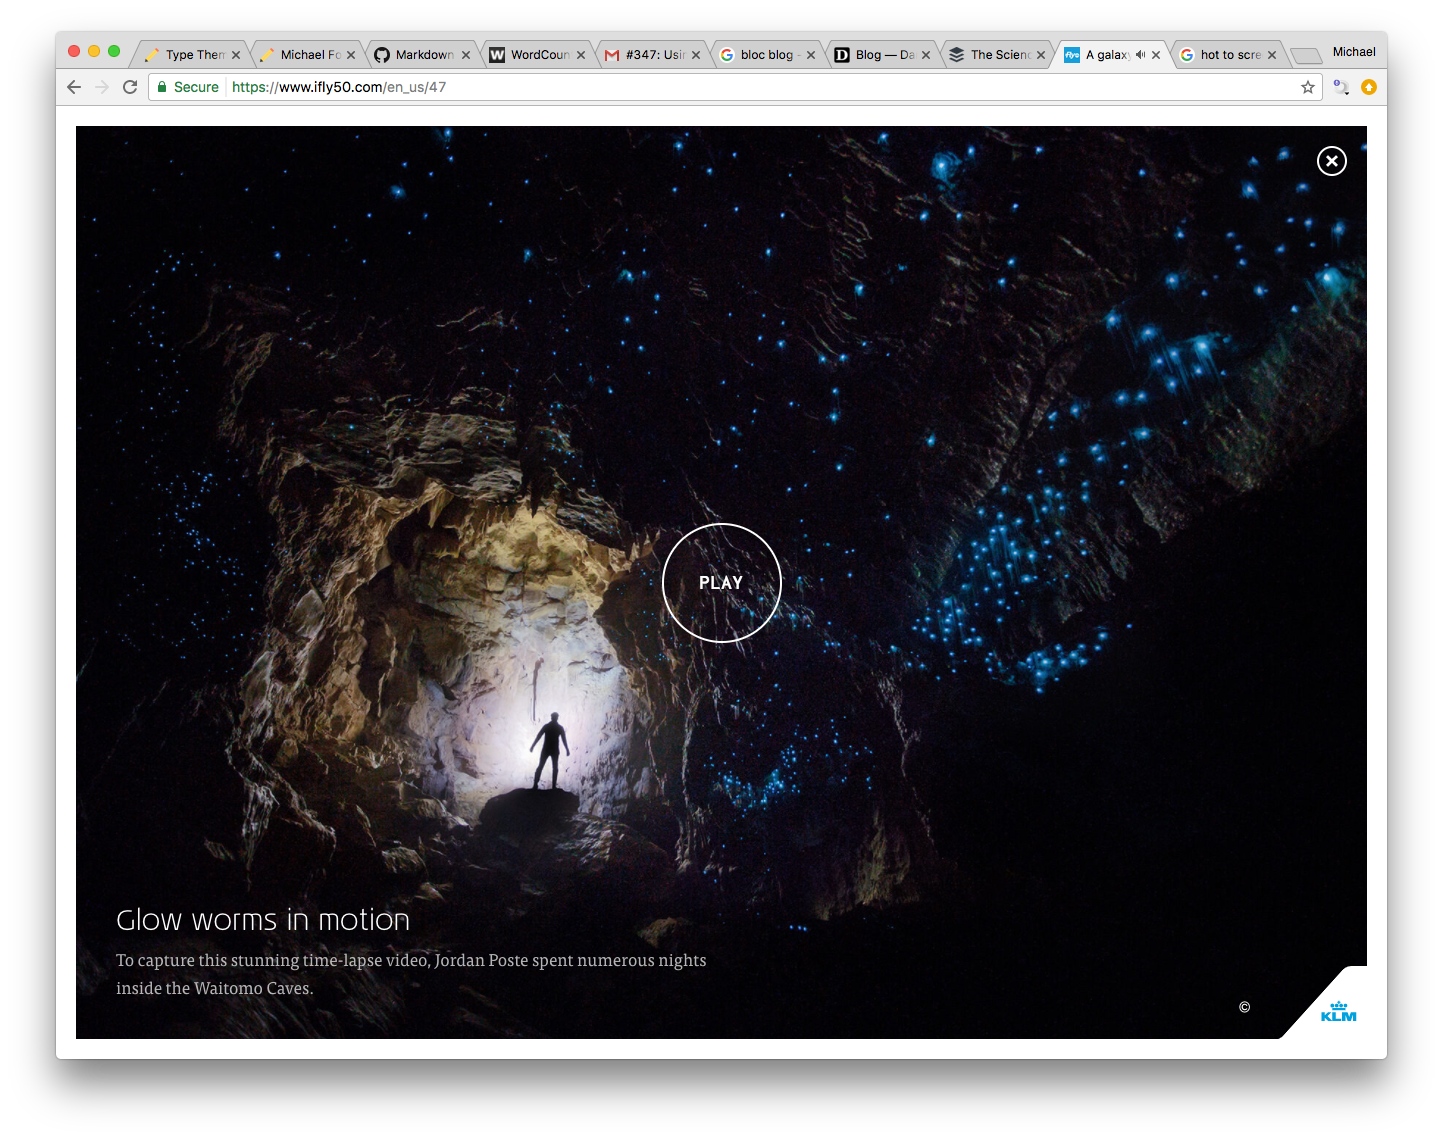 Type Them
Michael Fo
Markdown
WordCoun
#347: Usin
bloc blog -
Blog — Da
The Scienc
flyo
A galaxy
hot to scre
Michael
Secure
https://www.ifly50.com/en_us/47
PLAY
Glow worms in motion
To capture this stunning time-lapse video, Jordan Poste spent numerous nights
inside the Waitomo Caves.
©
KLM